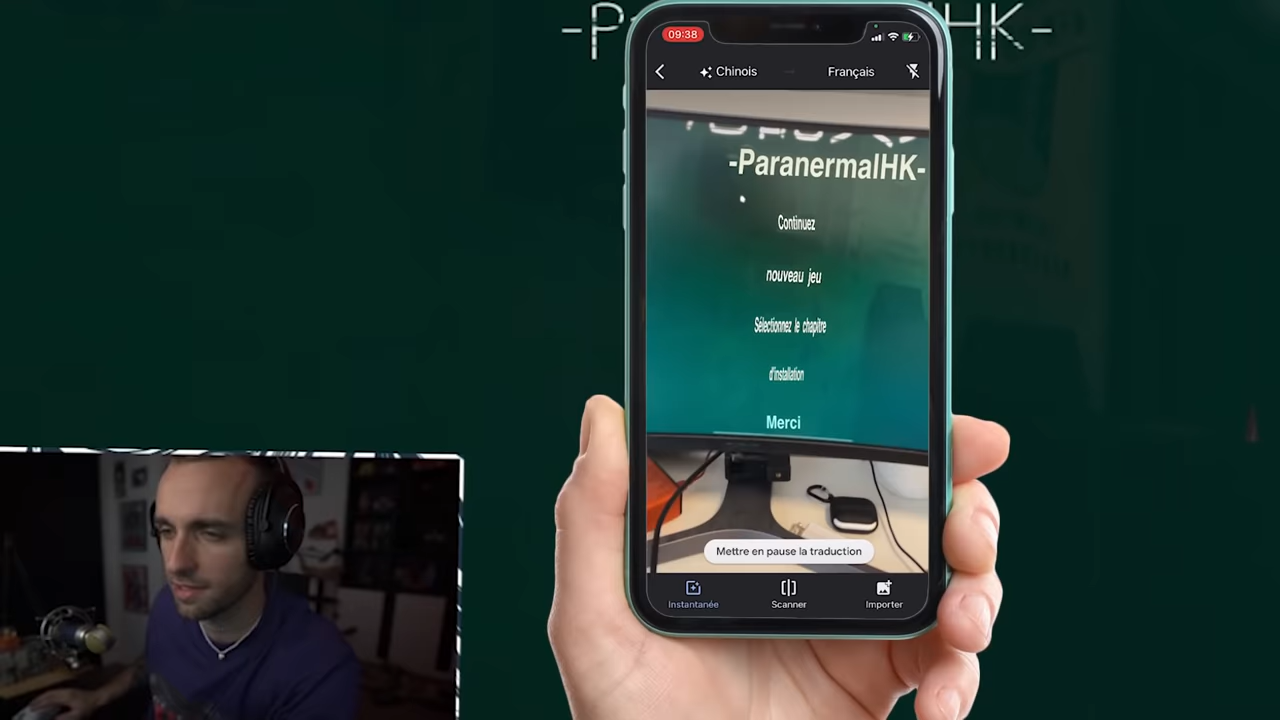 -P HK-
09:38
Chinois Français
-ParanermalHK-
Continuez
nouveau jeu
Sélectionnez le chapitre
d'installation
Merci
Mettre en pause la traduction
Instantanée Scanner Importer